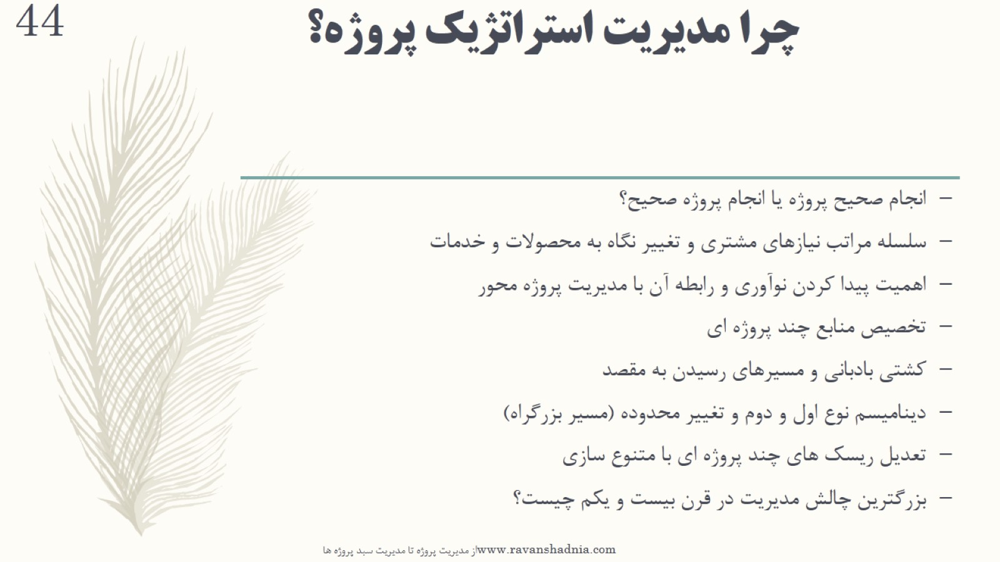 44
چرا مدیریت استراتژیک پروژه؟
– انجام صحیح پروژه یا انجام پروژه صحیح؟
– سلسله مراتب نیازهای مشتری و تغییر نگاه به محصولات و خدمات
– اهمیت پیدا کردن نوآوری و رابطه آن با مدیریت پروژه محور
– تخصیص منابع چند پروژه ای
– کشتی بادبانی و مسیرهای رسیدن به مقصد
– دینامیسم نوع اول و دوم و تغییر محدوده (مسیر بزرگراه)
– تعدیل ریسک های چند پروژه ای با متنوع سازی
– بزرگترین چالش مدیریت در قرن بیست و یکم چیست؟
www.ravanshadnia.comاز مدیریت پروژه تا مدیریت سبد پروژه ها